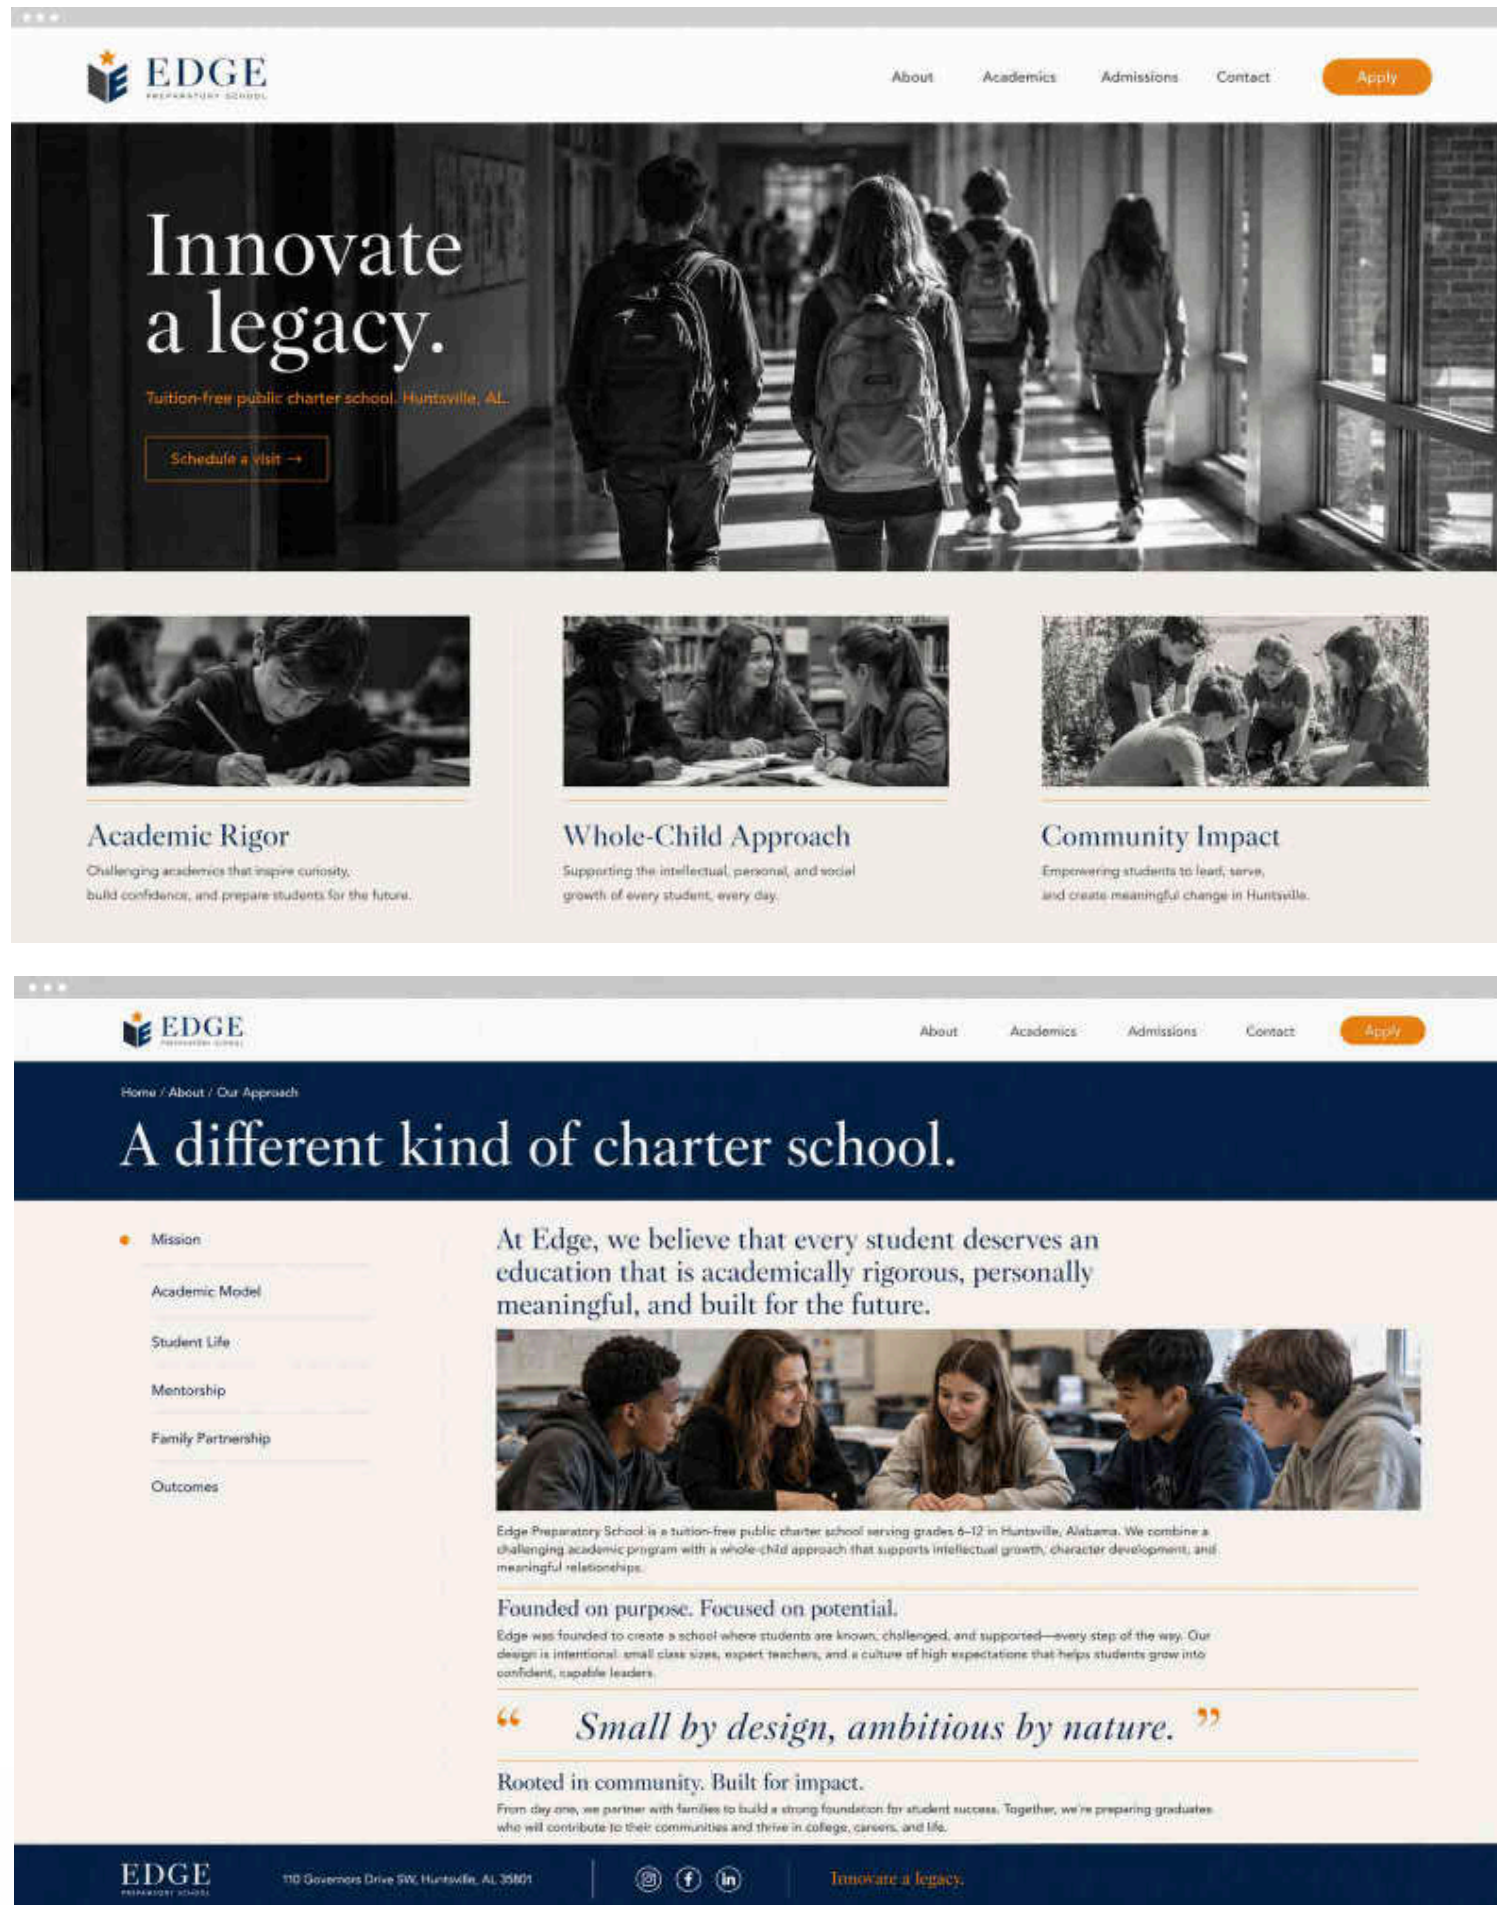 EDGE
PREPARATORY SCHOOL
About
Academics
Admissions
Contact
Apply
Innovate
a legacy.
Tuition-free public charter school. Huntsville, AL.
Schedule a visit →
Academic Rigor
Challenging academics that inspire curiosity,
build confidence, and prepare students for the future.
Whole-Child Approach
Supporting the intellectual, personal, and social
growth of every student, every day.
Community Impact
Empowering students to lead, serve,
and create meaningful change in Huntsville.
EDGE
PREPARATORY SCHOOL
About
Academics
Admissions
Contact
Apply
Home / About / Our Approach
A different kind of charter school.
Mission
Academic Model
Student Life
Mentorship
Family Partnership
Outcomes
At Edge, we believe that every student deserves an
education that is academically rigorous, personally
meaningful, and built for the future.
Edge Preparatory School is a tuition-free public charter school serving grades 6–12 in Huntsville, Alabama. We combine a
challenging academic program with a whole-child approach that supports intellectual growth, character development, and
meaningful relationships.
Founded on purpose. Focused on potential.
Edge was founded to create a school where students are known, challenged, and supported—every step of the way. Our
design is intentional: small class sizes, expert teachers, and a culture of high expectations that helps students grow into
confident, capable leaders.
“ Small by design, ambitious by nature. ”
Rooted in community. Built for impact.
From day one, we partner with families to build a strong foundation for student success. Together, we're preparing graduates
who will contribute to their communities and thrive in college, careers, and life.
EDGE
PREPARATORY SCHOOL
110 Governors Drive SW, Huntsville, AL 35801
f
in
Innovate a legacy.